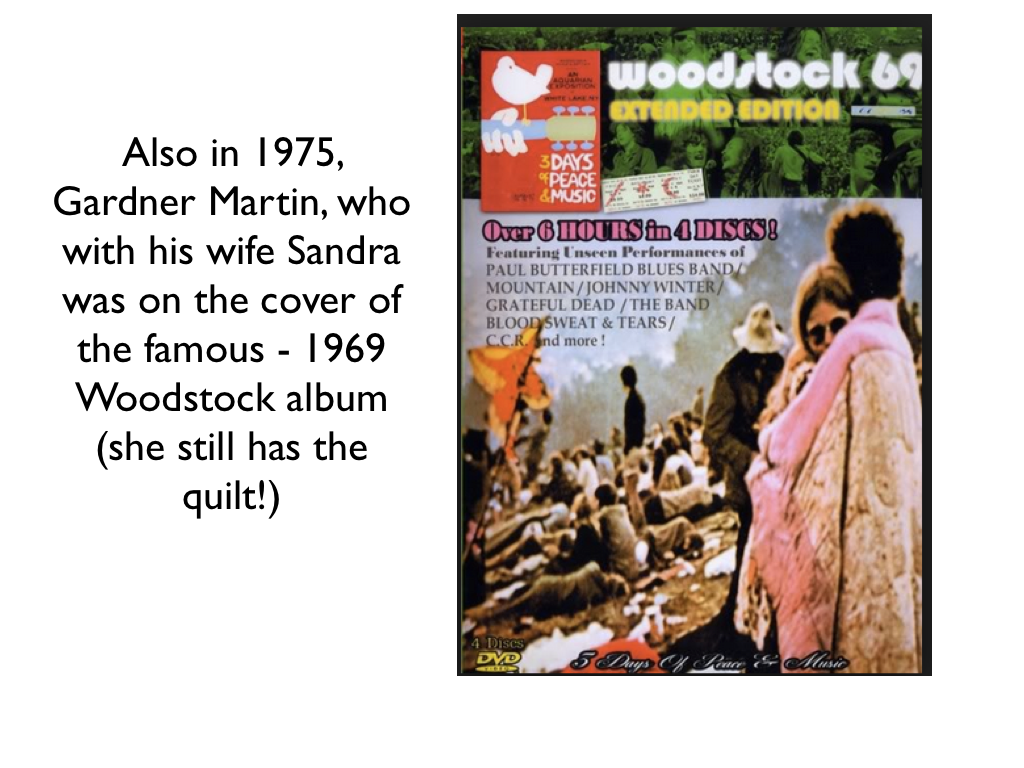 Also in 1975,
Gardner Martin, who
with his wife Sandra
was on the cover of
the famous - 1969
Woodstock album
(she still has the
quilt!)
woodstock 69
EXTENDED EDITION
AN
AQUARIAN
EXPOSITION
WHITE LAKE, N.Y.
3 DAYS
of PEACE
& MUSIC
Over 6 HOURS in 4 DISCS !
Featuring Unseen Performances of
PAUL BUTTERFIELD BLUES BAND /
MOUNTAIN / JOHNNY WINTER /
GRATEFUL DEAD / THE BAND
BLOOD SWEAT & TEARS /
C.C.R. and more !
4 Discs
DVD
VIDEO
3 Days Of Peace & Music